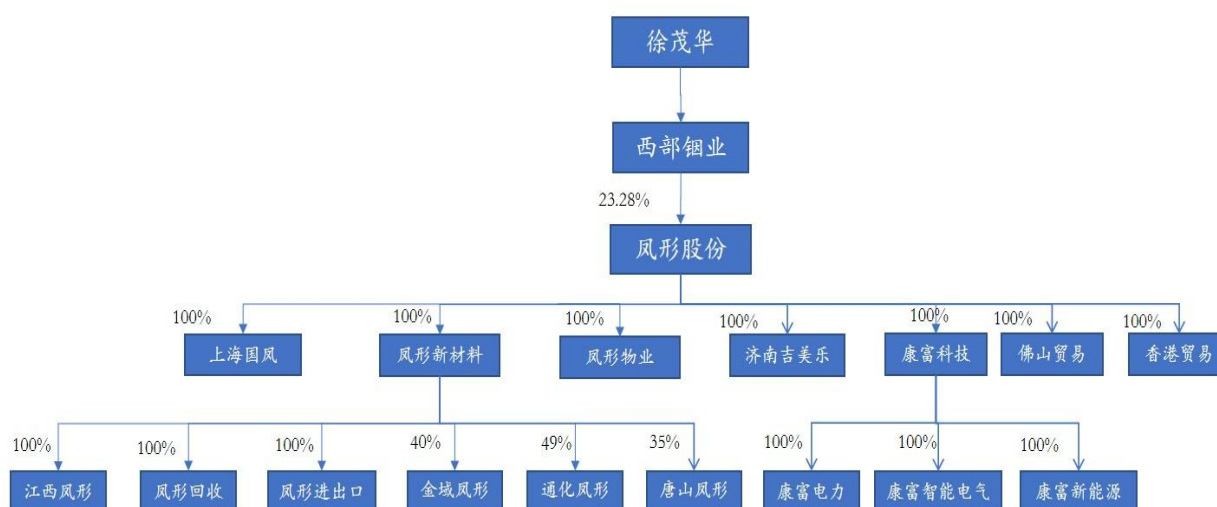 徐茂华
西部铟业
23.28%
凤形股份
100%
100%
100%
100%
100%
100%
100%
上海国凤
凤形新材料
凤形物业
济南吉美乐
康富科技
佛山贸易
香港贸易
100%
100%
100%
40%
49%
35%
100%
100%
100%
江西凤形
凤形回收
凤形进出口
金域凤形
通化凤形
唐山凤形
康富电力
康富智能电气
康富新能源